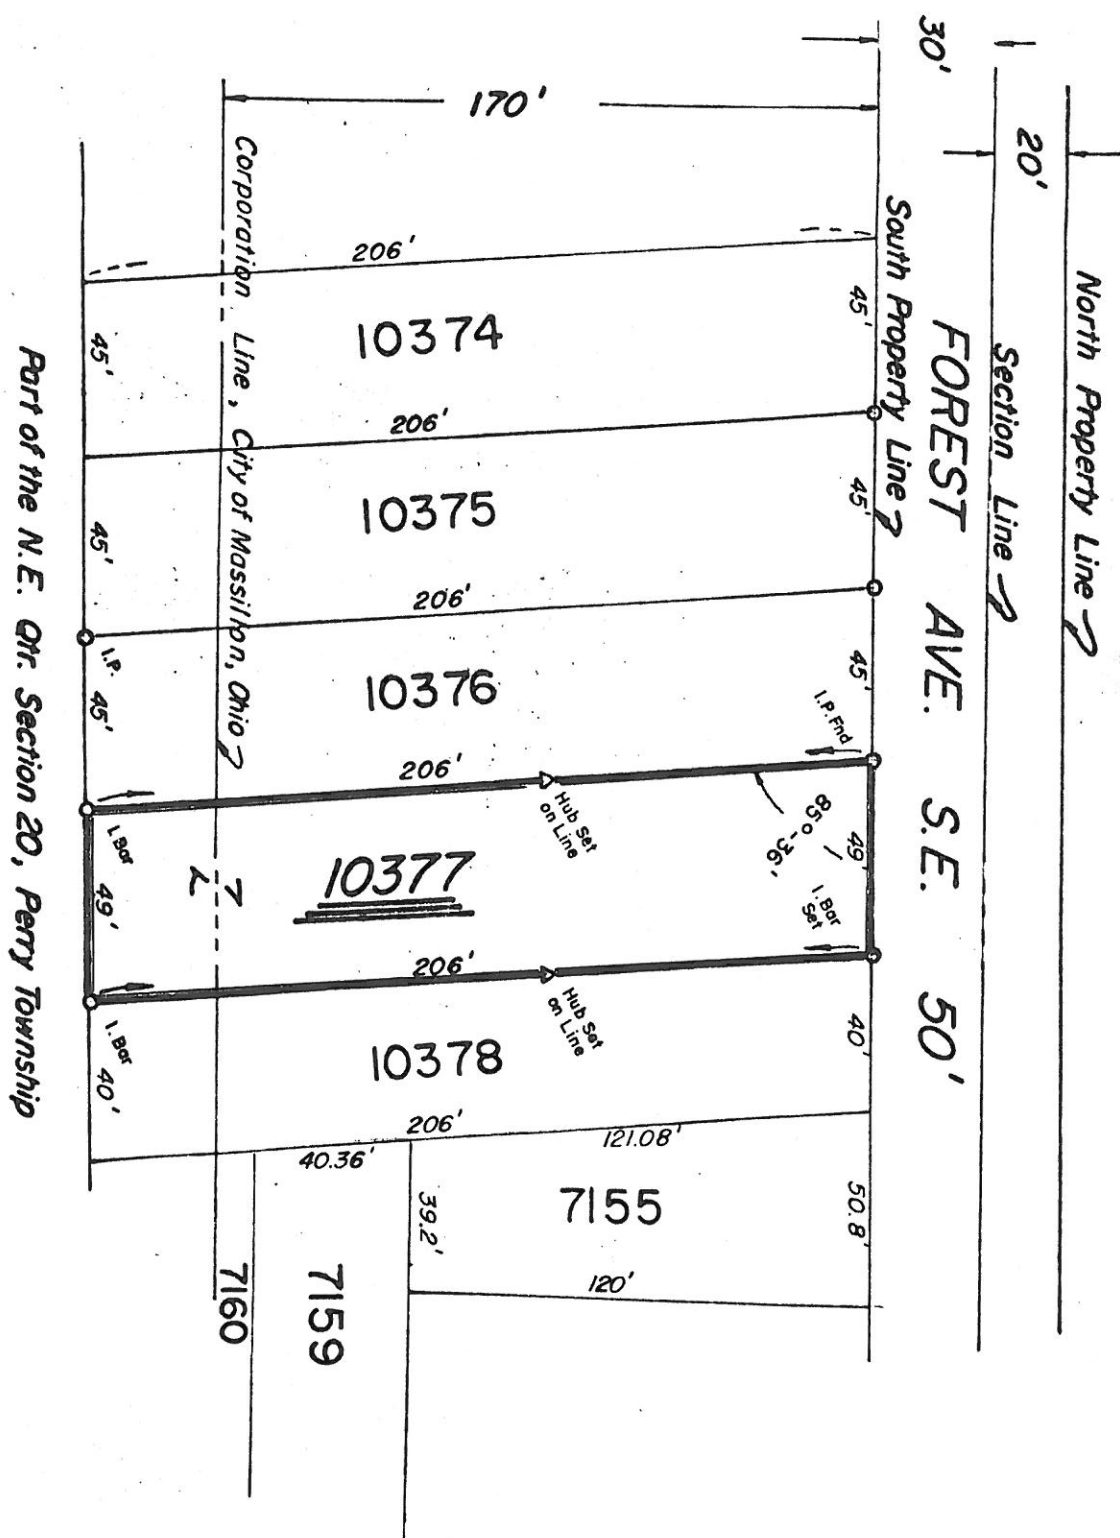 North Property Line
20'
Section Line
30'
FOREST AVE. S.E. 50'
South Property Line
170'
45'
45'
45'
49'
40'
50.8'
I.P. Fnd
85°-36'
I. Bar
Set
206'
10374
206'
10375
206'
10376
206'
Hub Set
on Line
10377
206'
Hub Set
on Line
10378
206'
121.08'
40.36'
7155
39.2'
120'
7159
7160
Corporation Line, City of Massillon, Ohio
45'
45'
I.P.
45'
I. Bar
49'
I. Bar
40'
Part of the N.E. Qtr. Section 20, Perry Township